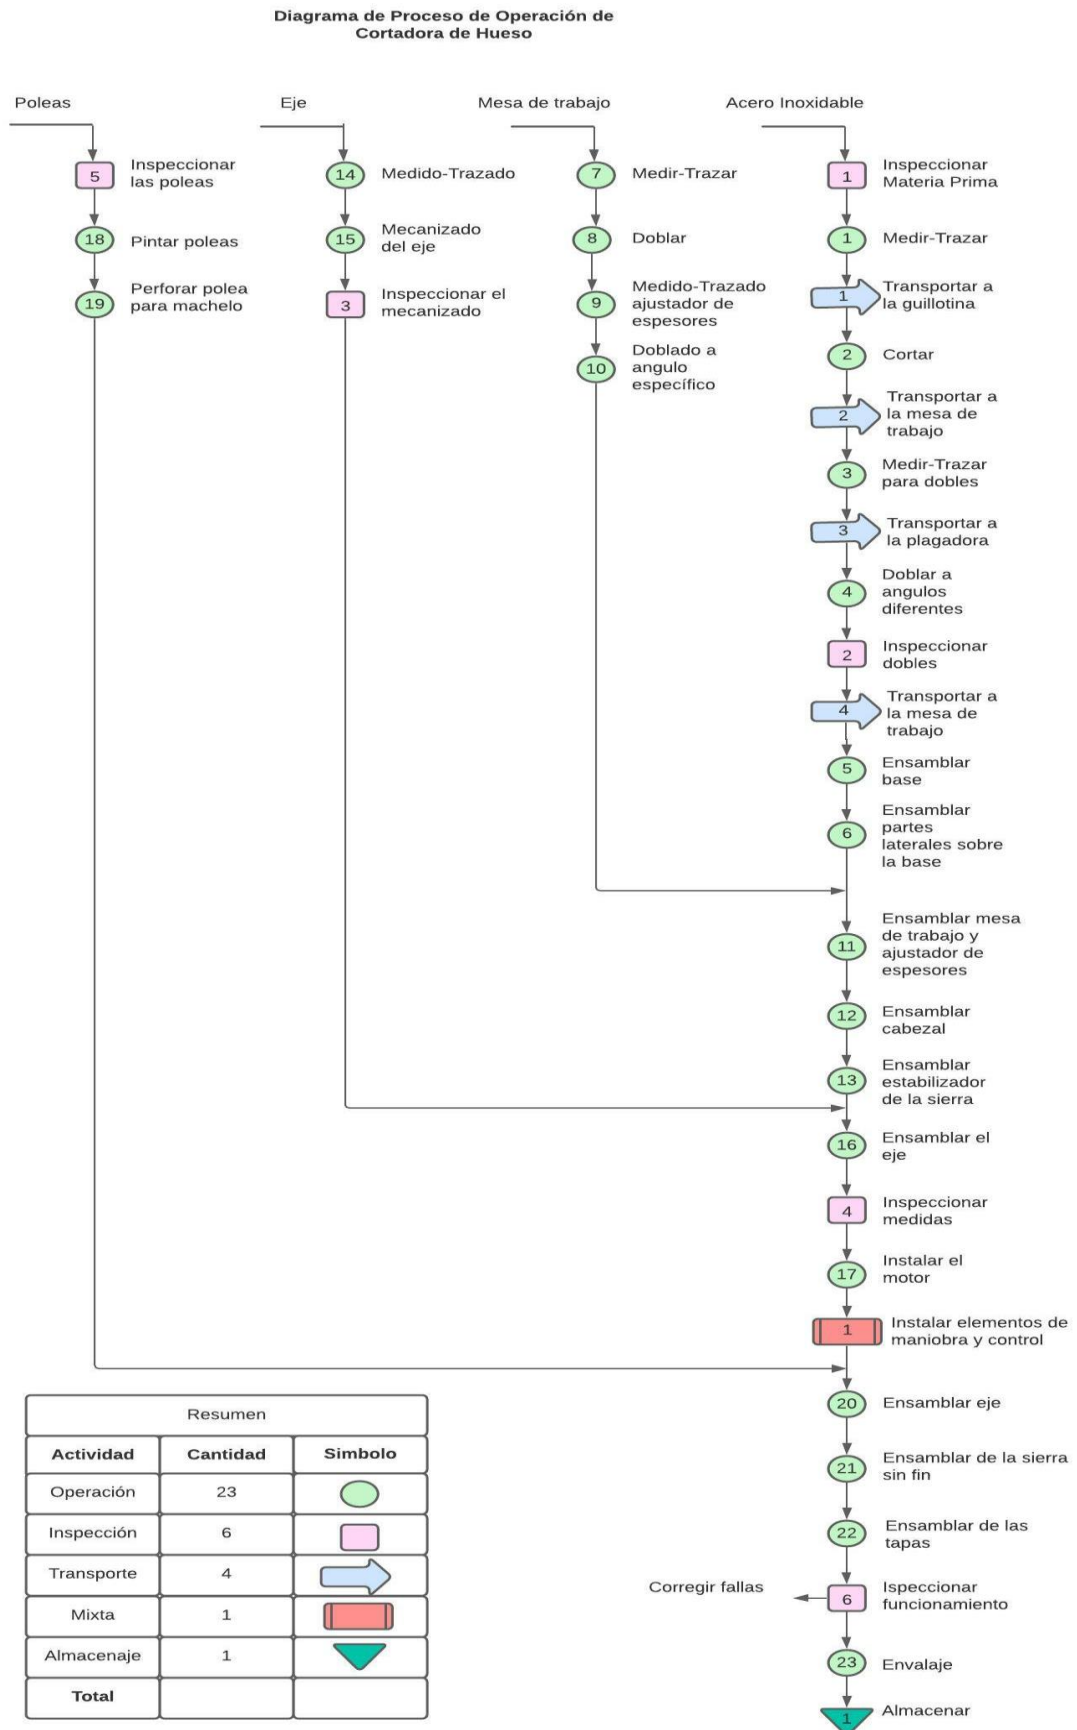 Diagrama de Proceso de Operación de
Cortadora de Hueso
Poleas
5
Inspeccionar
las poleas
18
Pintar poleas
19
Perforar polea
para machelo
Eje
14
Medido-Trazado
15
Mecanizado
del eje
3
Inspeccionar el
mecanizado
Mesa de trabajo
7
Medir-Trazar
8
Doblar
9
Medido-Trazado
ajustador de
espesores
10
Doblado a
angulo
específico
Acero Inoxidable
1
Inspeccionar
Materia Prima
1
Medir-Trazar
1
Transportar a
la guillotina
2
Cortar
2
Transportar a
la mesa de
trabajo
3
Medir-Trazar
para dobles
3
Transportar a
la plagadora
4
Doblar a
angulos
diferentes
2
Inspeccionar
dobles
4
Transportar a
la mesa de
trabajo
5
Ensamblar
base
6
Ensamblar
partes
laterales sobre
la base
11
Ensamblar mesa
de trabajo y
ajustador de
espesores
12
Ensamblar
cabezal
13
Ensamblar
estabilizador
de la sierra
16
Ensamblar el
eje
4
Inspeccionar
medidas
17
Instalar el
motor
1
Instalar elementos de
maniobra y control
20
Ensamblar eje
21
Ensamblar de la sierra
sin fin
22
Ensamblar de las
tapas
Corregir fallas
6
Ispeccionar
funcionamiento
23
Envalaje
1
Almacenar
Resumen
Actividad Cantidad Simbolo
Operación 23
Inspección 6
Transporte 4
Mixta 1
Almacenaje 1
Total